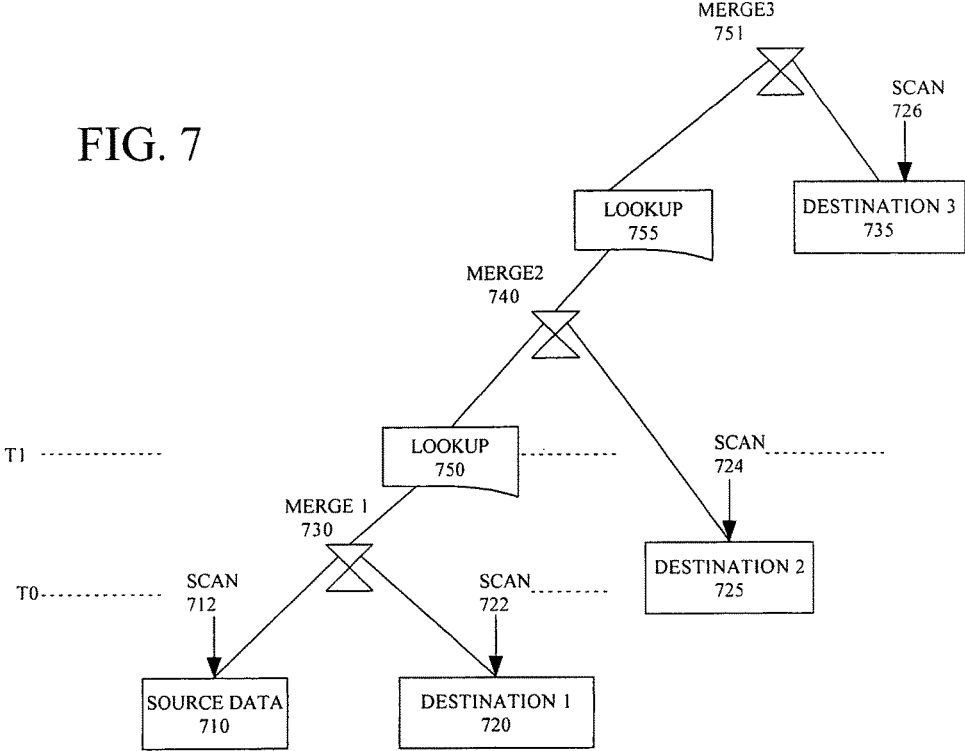 MERGE3
751
SCAN
726
FIG. 7
LOOKUP
755
DESTINATION 3
735
MERGE2
740
LOOKUP
750
SCAN
724
T1
MERGE 1
730
DESTINATION 2
725
SCAN
712
SCAN
722
T0
SOURCE DATA
710
DESTINATION 1
720